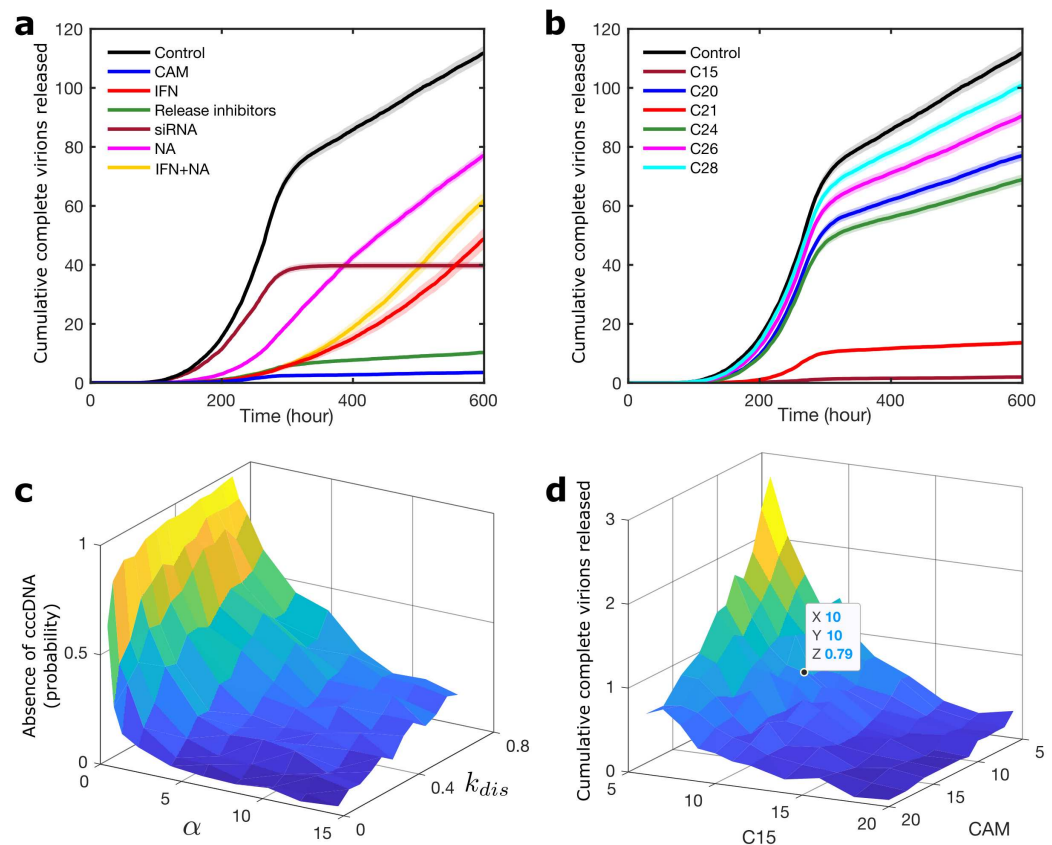 a
Cumulative complete virions released
120
100
80
60
40
20
0
Control
CAM
IFN
Release inhibitors
siRNA
NA
IFN+NA
0
200
400
600
Time (hour)
b
Cumulative complete virions released
120
100
80
60
40
20
0
Control
C15
C20
C21
C24
C26
C28
0
200
400
600
Time (hour)
c
Absence of cccDNA
(probability)
1
0.5
0
0
5
10
15
α
0
0.4
0.8
k_{dis}
d
Cumulative complete virions released
3
2
1
0
X 10
Y 10
Z 0.79
5
10
15
20
C15
20
15
10
5
CAM